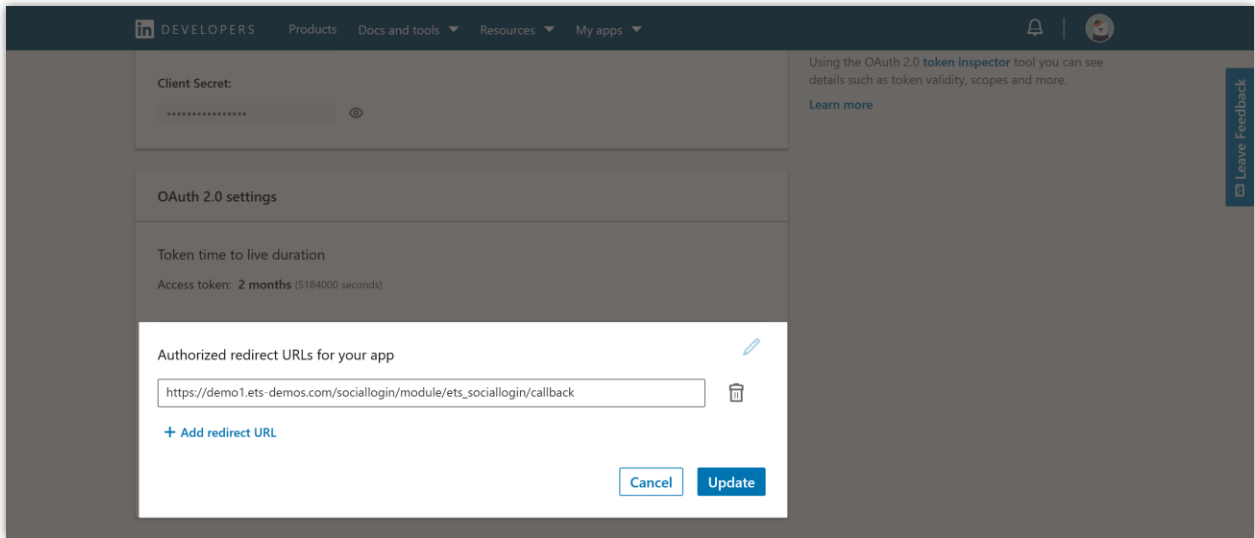 in DEVELOPERS Products Docs and tools Resources My apps
Using the OAuth 2.0 token inspector tool you can see
details such as token validity, scopes and more.
Learn more
Client Secret:
••••••••••••••••
Leave Feedback
OAuth 2.0 settings
Token time to live duration
Access token: 2 months (5184000 seconds)
Authorized redirect URLs for your app
https://demo1.ets-demos.com/sociallogin/module/ets_sociallogin/callback
+ Add redirect URL
Cancel Update